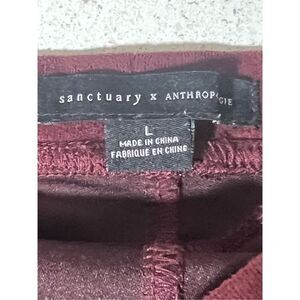 sanctuary x ANTHROPOLOGIE
L
MADE IN CHINA
FABRIQUE EN CHINE